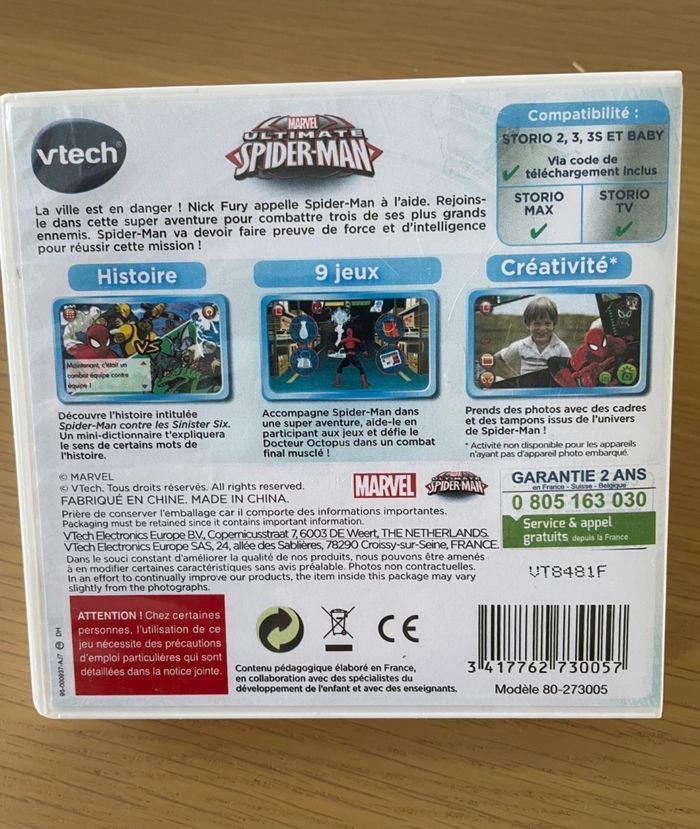 vtech®
MARVEL
ULTIMATE
SPIDER-MAN
Compatibilité :
STORIO 2, 3, 3S ET BABY
Via code de
téléchargement inclus
STORIO
MAX
STORIO
TV
La ville est en danger ! Nick Fury appelle Spider-Man à l'aide. Rejoins-
le dans cette super aventure pour combattre trois de ses plus grands
ennemis. Spider-Man va devoir faire preuve de force et d'intelligence
pour réussir cette mission !
Histoire
VS
Maintenant, c'était un
combat équipe contre
équipe !
Découvre l'histoire intitulée
Spider-Man contre les Sinister Six.
Un mini-dictionnaire t'expliquera
le sens de certains mots de
l'histoire.
9 jeux
Accompagne Spider-Man dans
une super aventure, aide-le en
participant aux jeux et défie le
Docteur Octopus dans un combat
final musclé !
Créativité*
Prends des photos avec des cadres
et des tampons issus de l'univers
de Spider-Man !
* Activité non disponible pour les appareils
n'ayant pas d'appareil photo embarqué.
© MARVEL
© VTech. Tous droits réservés. All rights reserved.
FABRIQUÉ EN CHINE. MADE IN CHINA.
MARVEL
ULTIMATE
SPIDER-MAN
Prière de conserver l'emballage car il comporte des informations importantes.
Packaging must be retained since it contains important information.
VTech Electronics Europe B.V., Copernicusstraat 7, 6003 DE Weert, THE NETHERLANDS.
VTech Electronics Europe SAS, 24, allée des Sablières, 78290 Croissy-sur-Seine, FRANCE.
Dans le souci constant d'améliorer la qualité de nos produits, nous pouvons être amenés
à en modifier certaines caractéristiques sans avis préalable. Photos non contractuelles.
In an effort to continually improve our products, the item inside this package may vary
slightly from the photographs.
GARANTIE 2 ANS
en France - Suisse - Belgique
0 805 163 030
Service & appel
gratuits depuis la France
VT8481F
ATTENTION ! Chez certaines
personnes, l'utilisation de ce
jeu nécessite des précautions
d'emploi particulières qui sont
détaillées dans la notice jointe.
CE
Contenu pédagogique élaboré en France,
en collaboration avec des spécialistes du
développement de l'enfant et avec des enseignants.
3 417762 730057
Modèle 80-273005